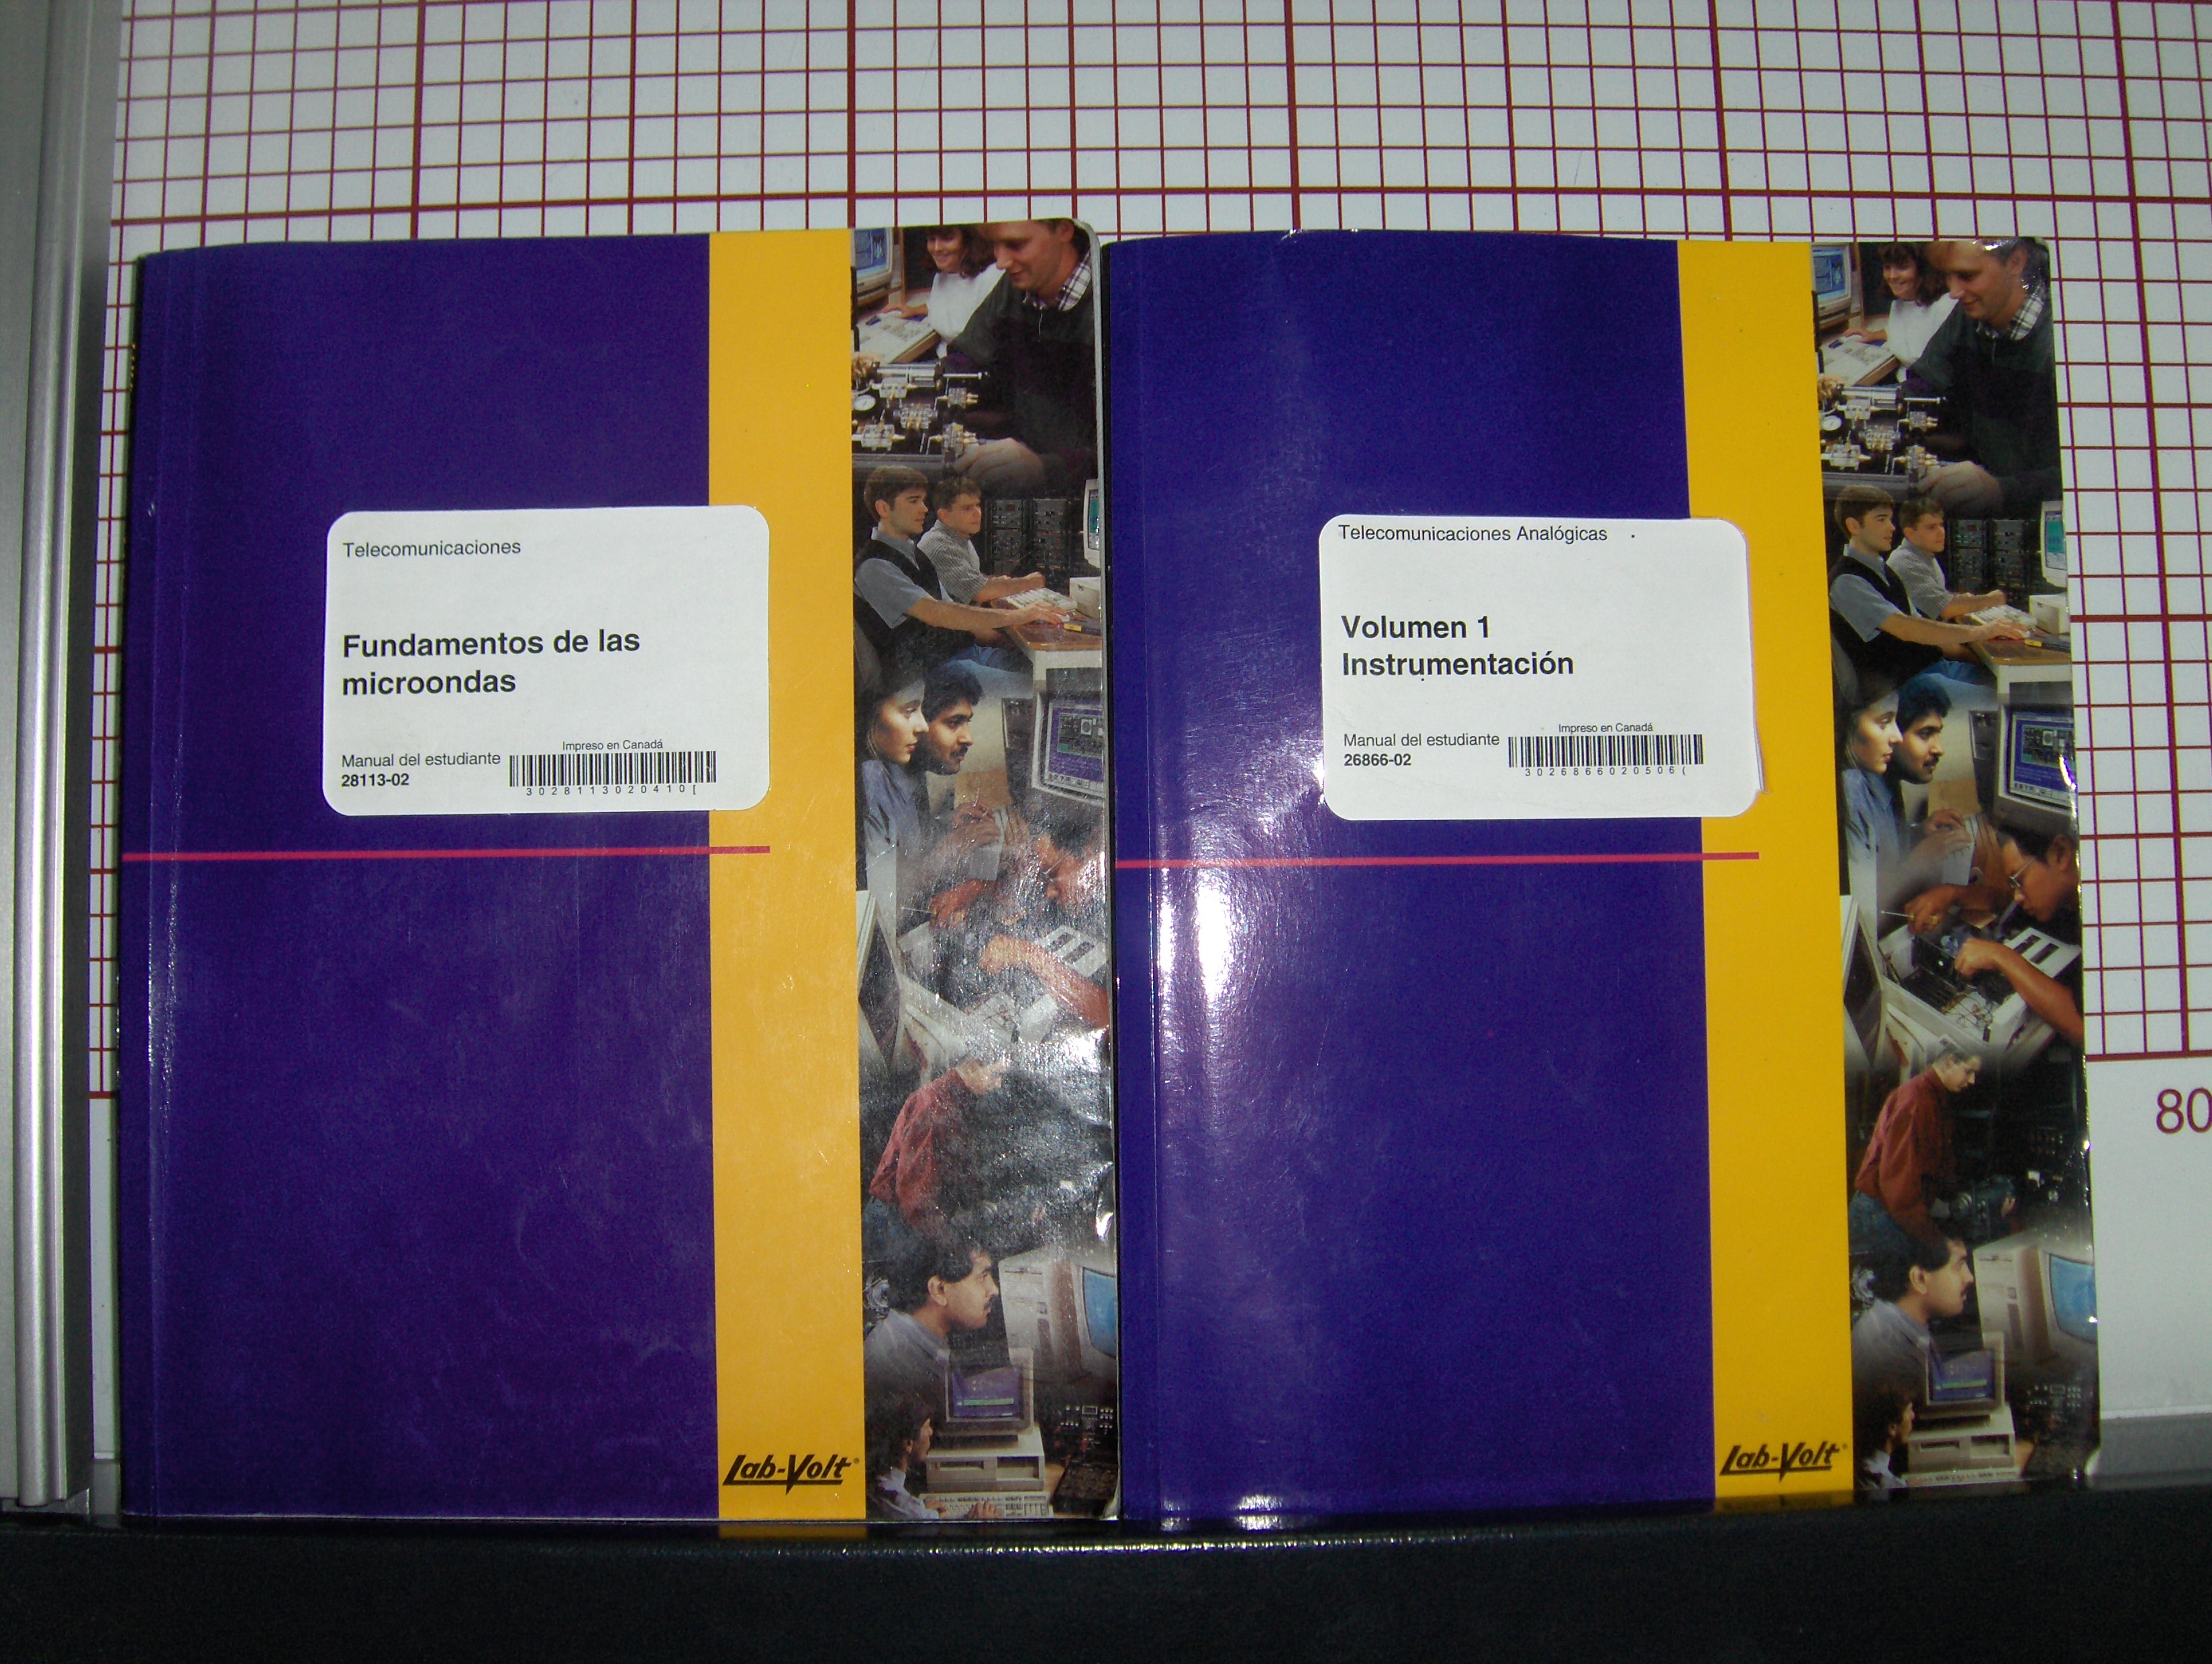 Telecomunicaciones
Fundamentos de las
microondas
Impreso en Canadá
Manual del estudiante
28113-02
3028113020410[
Lab-Volt®
Telecomunicaciones Analógicas
Volumen 1
Instrumentación
Impreso en Canadá
Manual del estudiante
26866-02
3026866020506(
Lab-Volt®
80